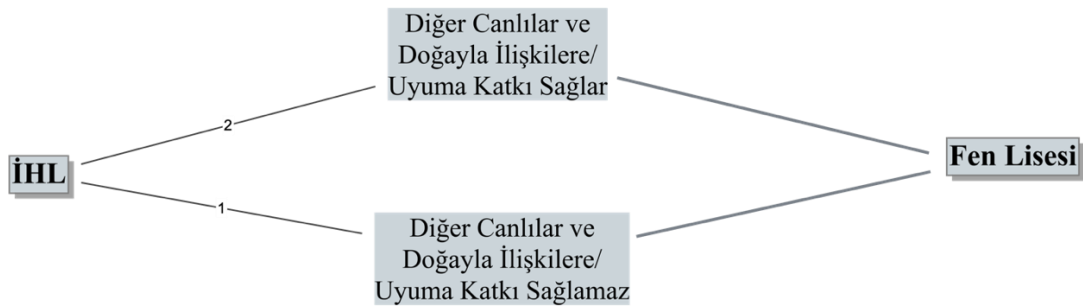 Diğer Canlılar ve
Doğayla İlişkilere/
Uyuma Katkı Sağlar
2
İHL
Fen Lisesi
1
Diğer Canlılar ve
Doğayla İlişkilere/
Uyuma Katkı Sağlamaz